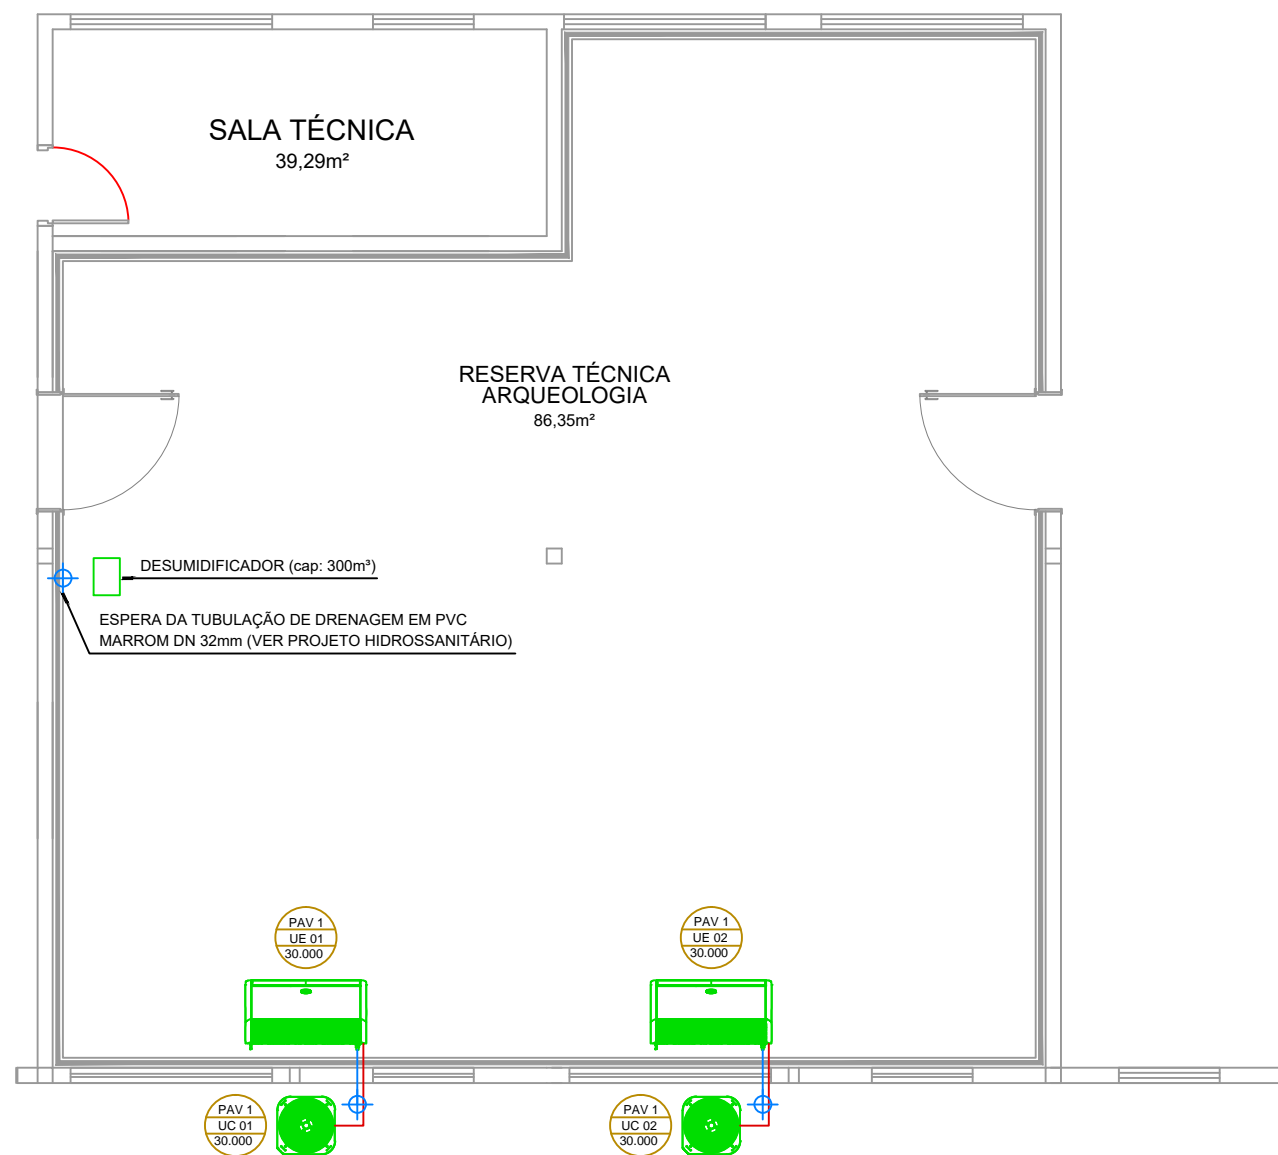 SALA TÉCNICA
39,29m²
RESERVA TÉCNICA
ARQUEOLOGIA
86,35m²
DESUMIDIFICADOR (cap: 300m³)
ESPERA DA TUBULAÇÃO DE DRENAGEM EM PVC
MARROM DN 32mm (VER PROJETO HIDROSSANITÁRIO)
PAV 1
UE 01
30.000
PAV 1
UE 02
30.000
PAV 1
UC 01
30.000
PAV 1
UC 02
30.000